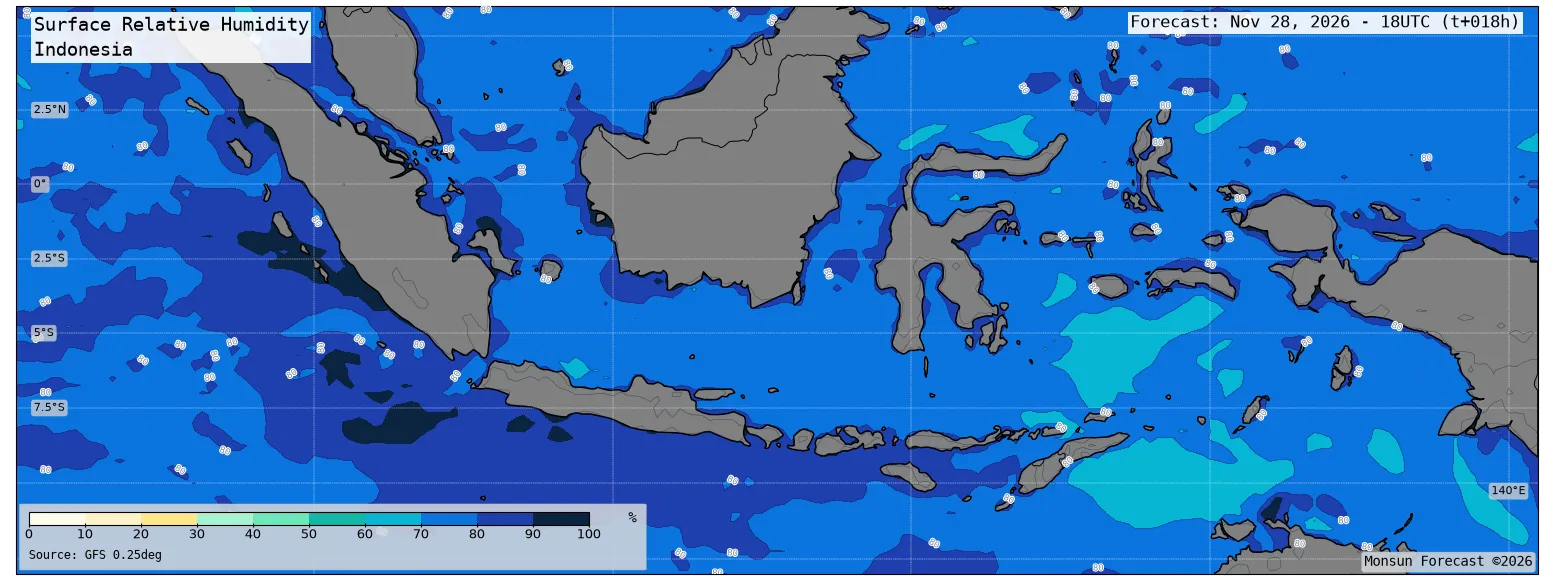 Surface Relative Humidity
Indonesia
Forecast: Nov 28, 2026 - 18UTC (t+018h)
2.5°N
0°
2.5°S
5°S
7.5°S
140°E
%
0 10 20 30 40 50 60 70 80 90 100
Source: GFS 0.25deg
Monsun Forecast ©2026